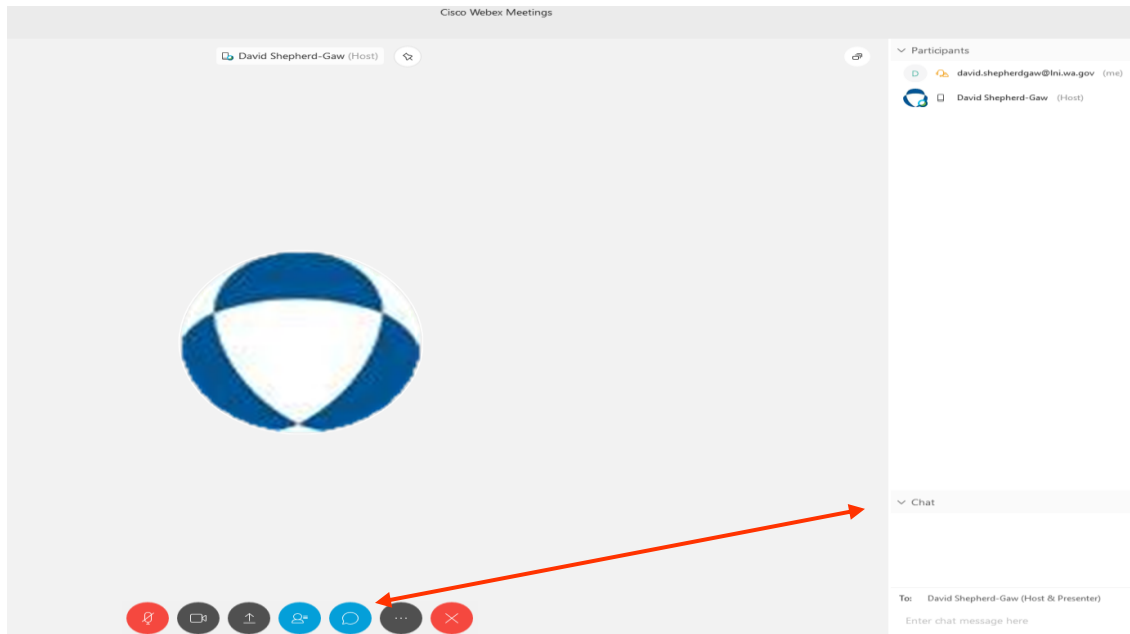 Cisco Webex Meetings
David Shepherd-Gaw (Host)
Participants
D david.shepherdgaw@lni.wa.gov (me)
David Shepherd-Gaw (Host)
Chat
To: David Shepherd-Gaw (Host & Presenter)
Enter chat message here